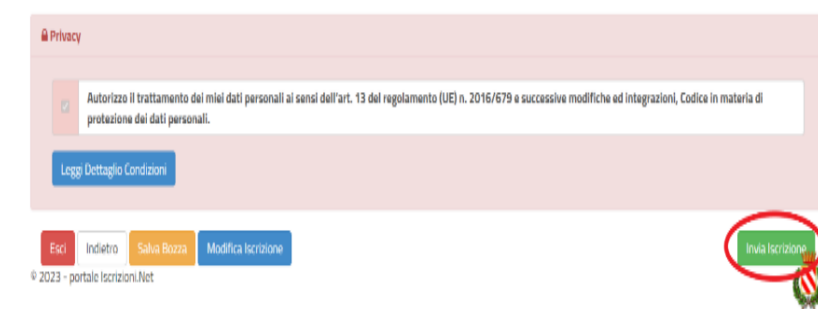 Privacy
Autorizzo il trattamento dei miei dati personali ai sensi dell'art. 13 del regolamento (UE) n. 2016/679 e successive modifiche ed integrazioni, Codice in materia di
protezione dei dati personali.
Leggi Dettaglio Condizioni
Esci Indietro Salva Bozza Modifica Iscrizione Invia Iscrizione
© 2023 - portale Iscrizioni.Net